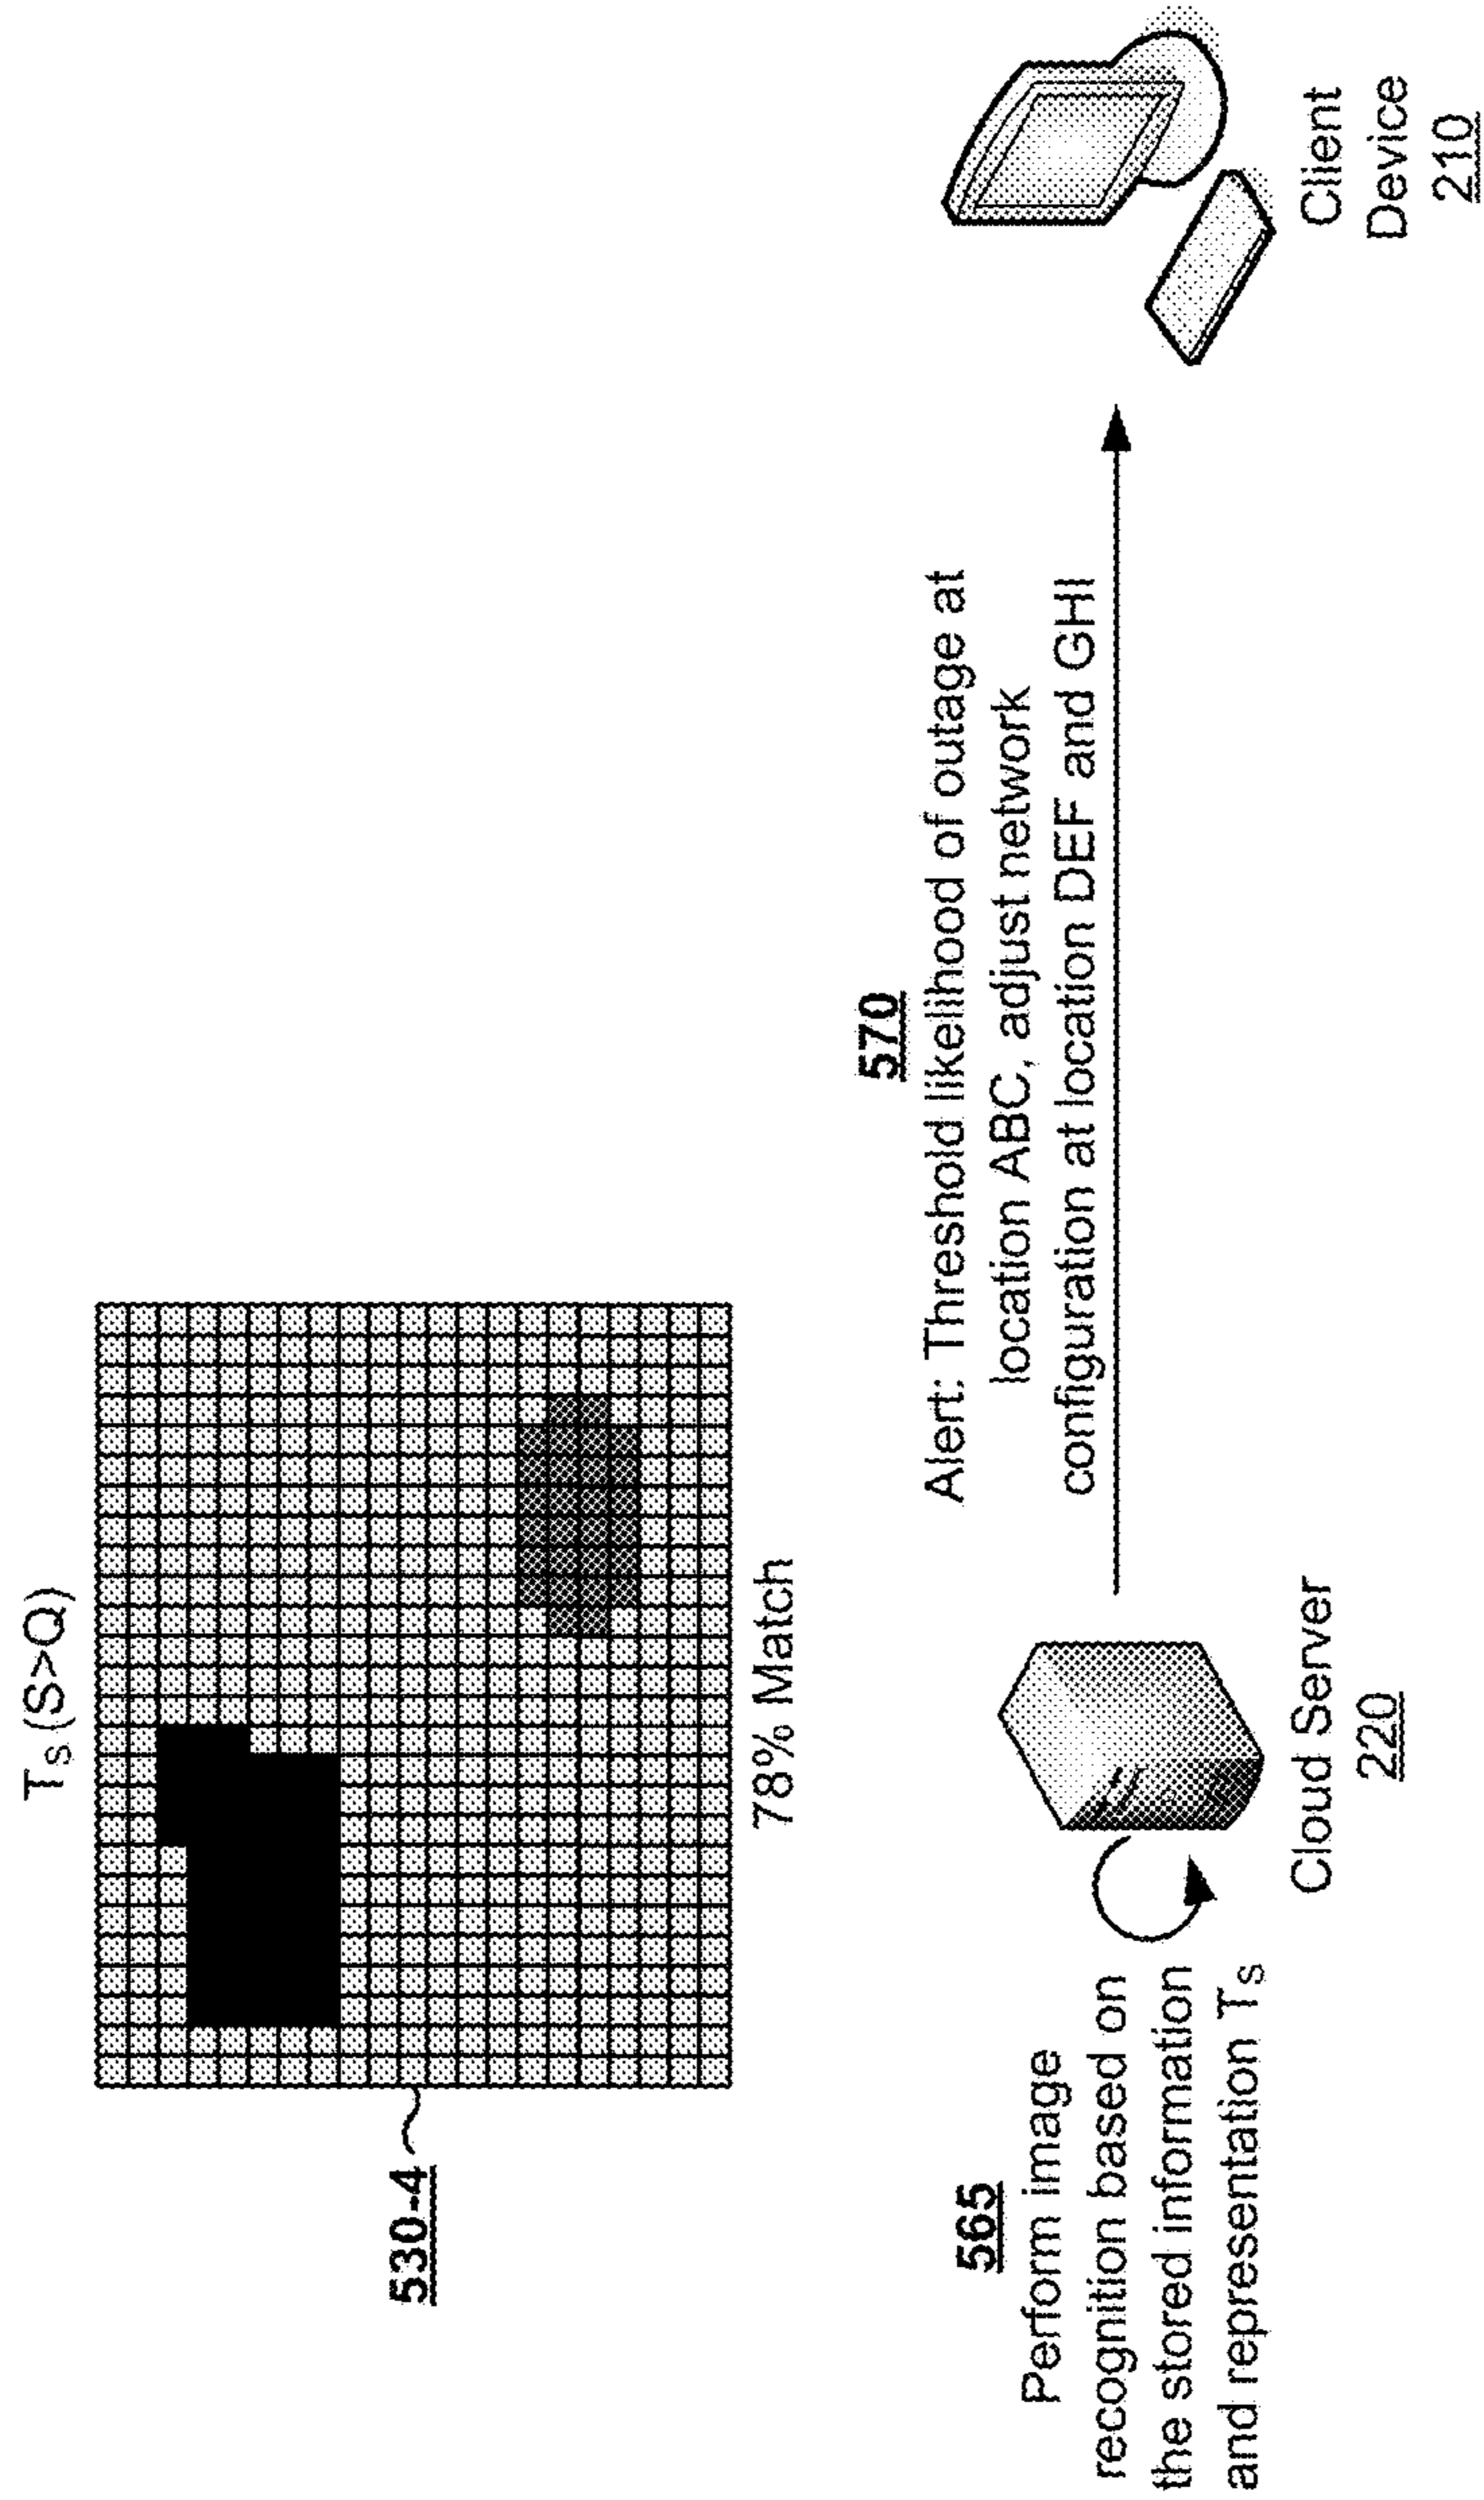 T_S (S>Q)
530-4
78% Match
565
Perform image
recognition based on
the stored information
and representation T_S
Cloud Server
220
570
Alert: Threshold likelihood of outage at
location ABC, adjust network
configuration at location DEF and GHI
Client
Device
210